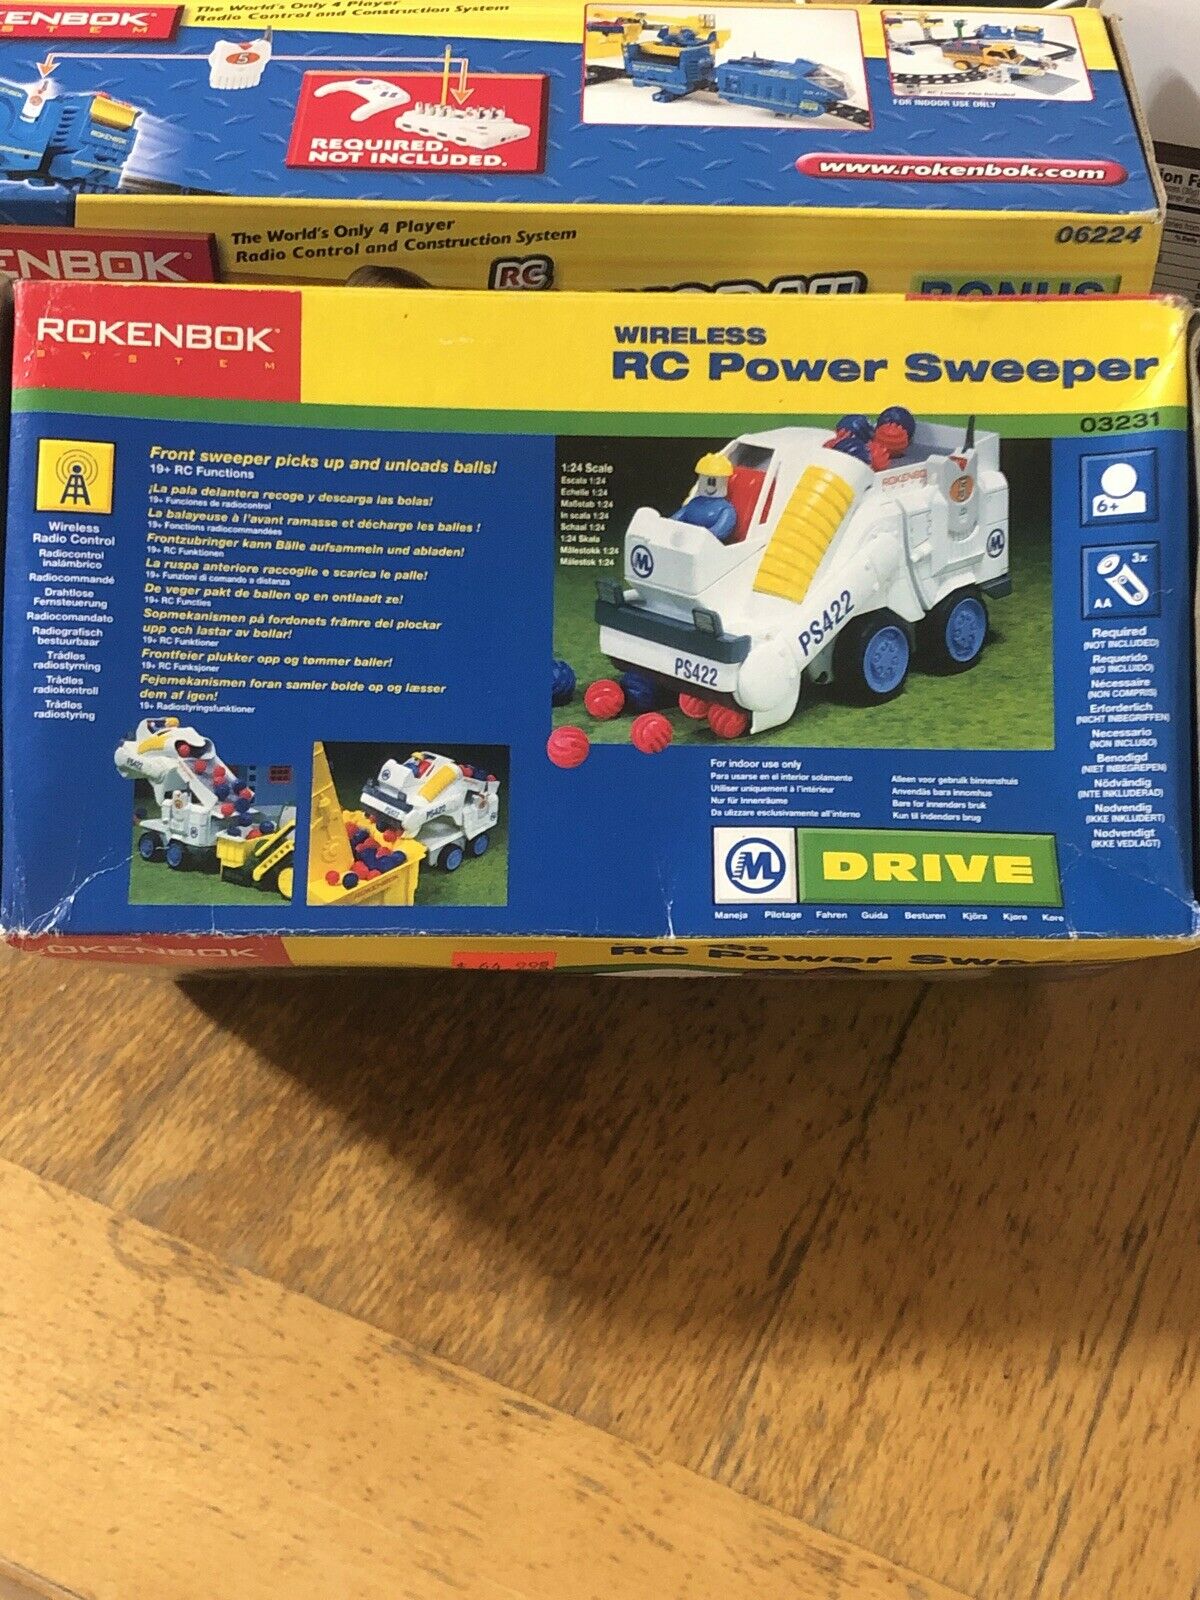 The World's Only 4 Player
Radio Control and Construction System
5
REQUIRED.
NOT INCLUDED.
FOR INDOOR USE ONLY
www.rokenbok.com
06224
The World's Only 4 Player
Radio Control and Construction System
RC
BONUS
ROKENBOK
SYSTEM
WIRELESS
RC Power Sweeper
03231
Wireless
Radio Control
Radiocontrol
inalámbrico
Radiocommandé
Drahtlose
Fernsteuerung
Radiocomandato
Radiografisch
bestuurbaar
Trådløs
radiostyrning
Trådløs
radiokontroll
Trådløs
radiostyring
Front sweeper picks up and unloads balls!
19+ RC Functions
¡La pala delantera recoge y descarga las bolas!
19+ Funciones de radiocontrol
La balayeuse à l'avant ramasse et décharge les balles !
19+ Fonctions radiocommandées
Frontzubringer kann Bälle aufsammeln und abladen!
19+ RC Funktionen
La ruspa anteriore raccoglie e scarica le palle!
19+ Funzioni di comando a distanza
De veger pakt de ballen op en ontlaadt ze!
19+ RC Functies
Sopmekanismen på fordonets främre del plockar
upp och lastar av bollar!
19+ RC Funktioner
Frontfeier plukker opp og tømmer baller!
19+ RC Funksjoner
Fejemekanismen foran samler bolde op og læsser
dem af igen!
19+ Radiostyringsfunktioner
1:24 Scale
Escala 1:24
Echelle 1:24
Maßstab 1:24
In scala 1:24
Schaal 1:24
1:24 Skala
Målestokk 1:24
Målestok 1:24
ROKENBOK
M
M
PS422
PS422
6+
3x
AA
Required
(NOT INCLUDED)
Requerido
(NO INCLUIDO)
Nécessaire
(NON COMPRIS)
Erforderlich
(NICHT INBEGRIFFEN)
Necessario
(NON INCLUSO)
Benodigd
(NIET INBEGREPEN)
Nödvändig
(INTE INKLUDERAD)
Nødvendig
(IKKE INKLUDERT)
Nødvendigt
(IKKE VEDLAGT)
PS422
PS422
For indoor use only
Para usarse en el interior solamente
Utiliser uniquement à l'intérieur
Nur für Innenräume
Da ulizzare esclusivamente all'interno
Alleen voor gebruik binnenshuis
Användas bara innomhus
Bare for innendørs bruk
Kun til indendørs brug
M
DRIVE
Maneja Pilotage Fahren Guida Besturen Kjöra Kjøre Køre